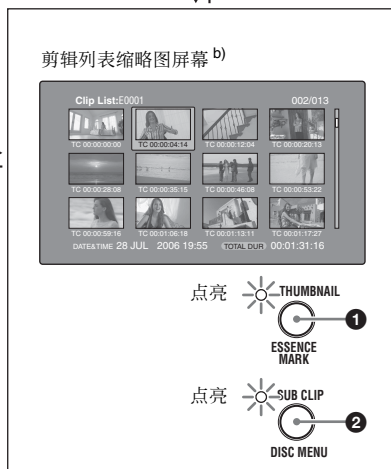 剪辑列表缩略图屏幕 b)
Clip List:E0001 002/013
TC 00:00:00:00 TC 00:00:04:14 TC 00:00:12:04 TC 00:00:20:13
TC 00:00:28:08 TC 00:00:35:15 TC 00:00:46:08 TC 00:00:53:22
TC 00:00:59:16 TC 00:01:06:18 TC 00:01:13:11 TC 00:01:17:27
DATE&TIME 28 JUL 2006 19:55 TOTAL DUR 00:01:31:16
点亮 THUMBNAIL
1
ESSENCE
MARK
点亮 SUB CLIP
2
DISC MENU